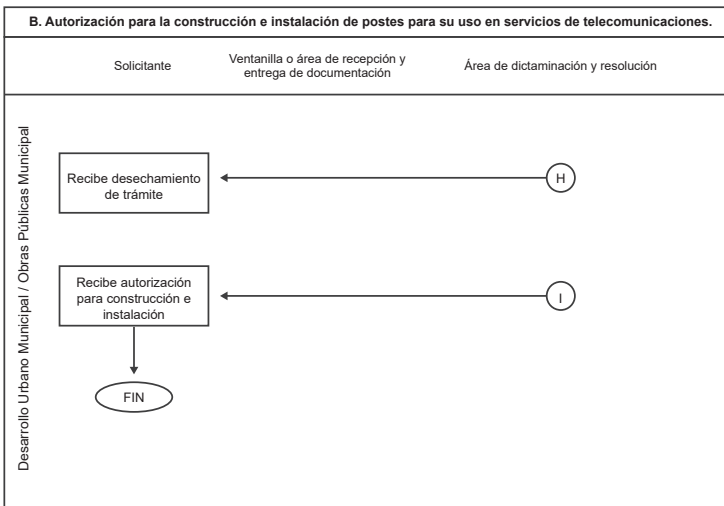 B. Autorización para la construcción e instalación de postes para su uso en servicios de telecomunicaciones.
Solicitante
Ventanilla o área de recepción y
entrega de documentación
Área de dictaminación y resolución
Desarrollo Urbano Municipal / Obras Públicas Municipal
Recibe desechamiento
de trámite
H
Recibe autorización
para construcción e
instalación
I
FIN